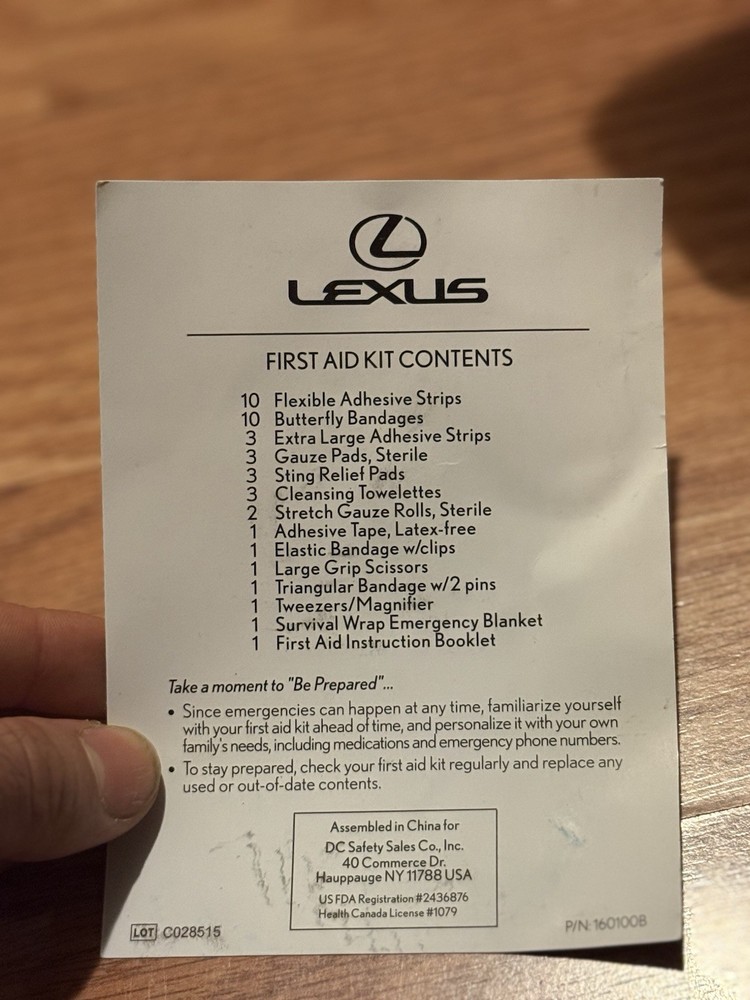 LEXUS
FIRST AID KIT CONTENTS
10 Flexible Adhesive Strips
10 Butterfly Bandages
3 Extra Large Adhesive Strips
3 Gauze Pads, Sterile
3 Sting Relief Pads
3 Cleansing Towelettes
2 Stretch Gauze Rolls, Sterile
1 Adhesive Tape, Latex-free
1 Elastic Bandage w/clips
1 Large Grip Scissors
1 Triangular Bandage w/2 pins
1 Tweezers/Magnifier
1 Survival Wrap Emergency Blanket
1 First Aid Instruction Booklet
Take a moment to "Be Prepared"...
• Since emergencies can happen at any time, familiarize yourself
with your first aid kit ahead of time, and personalize it with your own
family's needs, including medications and emergency phone numbers.
• To stay prepared, check your first aid kit regularly and replace any
used or out-of-date contents.
Assembled in China for
DC Safety Sales Co., Inc.
40 Commerce Dr.
Hauppauge NY 11788 USA
US FDA Registration #2436876
Health Canada License #1079
LOT C028515
P/N: 160100B